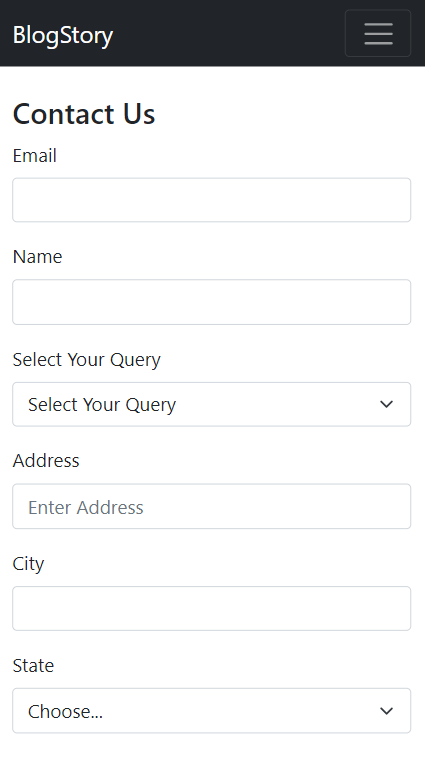 BlogStory
Contact Us
Email
Name
Select Your Query
Select Your Query
Address
Enter Address
City
State
Choose...